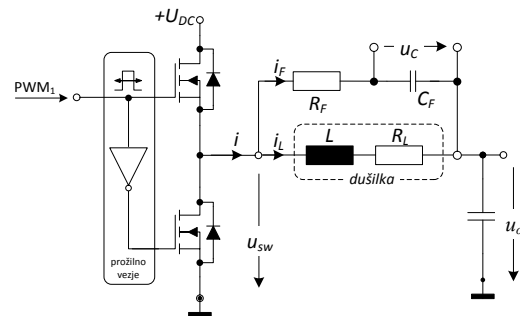 +U_DC
PWM₁
i_F
u_C
R_F
C_F
i
i_L
L
R_L
dušilka
u_sw
u_o
prožilno
vezje